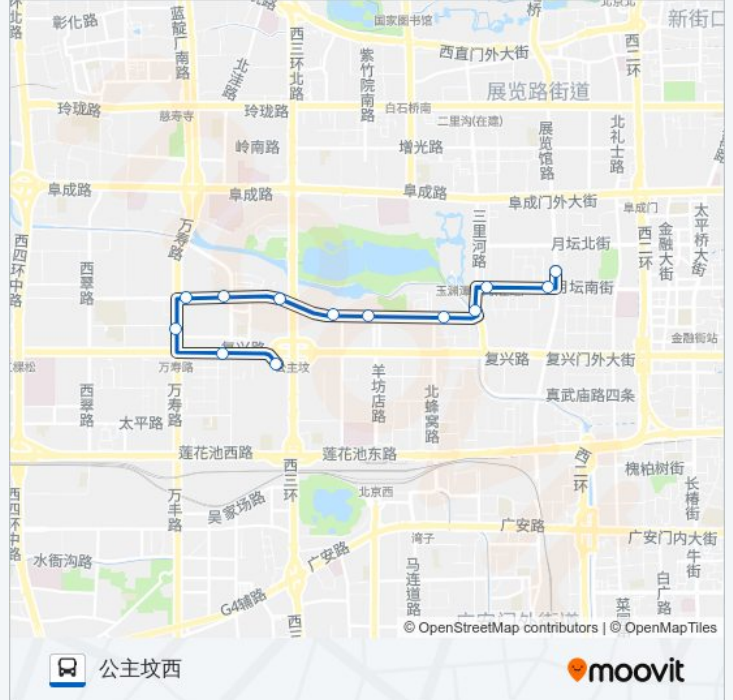 彰化路
蓝靛厂南路
国家图书馆
新街口
西三环北路
西直门外大街
西二环
北洼路
紫竹院南路
展览路街道
玲珑路
慈寿寺
玲珑路
白石桥南
二里沟(在建)
岭南路
增光路
展览馆路
北礼士路
阜成路
阜成路
阜成路
阜成门外大街
阜成门
太平桥大街
万寿路
三里河路
月坛北街
西二环
金融大街
西四环中路
西翠路
月坛南街
复兴路
金融街站
万寿路
公主坟
复兴路
复兴门外大街
羊坊店路
真武庙路四条
西翠路
万寿路
太平路
北蜂窝路
莲花池西路
莲花池东路
西三环
西二环
槐柏树街
长椿街
西四环中路
万丰路
吴家场路
北京西
广安路
湾子
广安门内大街
牛街
水衙沟路
广安路
马连道路
白广路
G4辅路
菜
西三
© OpenStreetMap contributors | © OpenMapTiles
公主坟西
moovit